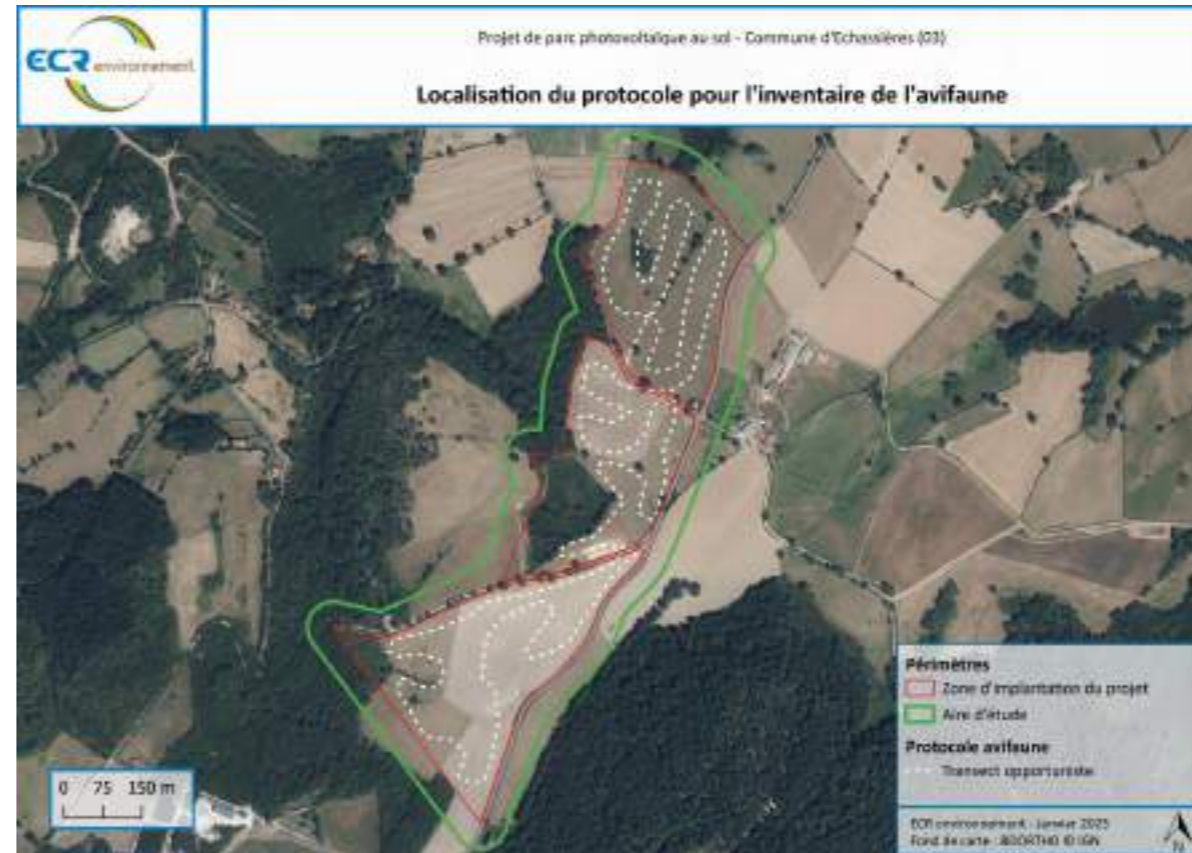 ECR environnement
Projet de parc photovoltaïque au sol - Commune d'Echassières (03)
Localisation du protocole pour l'inventaire de l'avifaune
Périmètres
Zone d'implantation du projet
Aire d'étude
Protocole avifaune
Transect opportuniste
0 75 150 m
ECR environnement - Janvier 2025
Fond de carte : BDORTHO © IGN
N